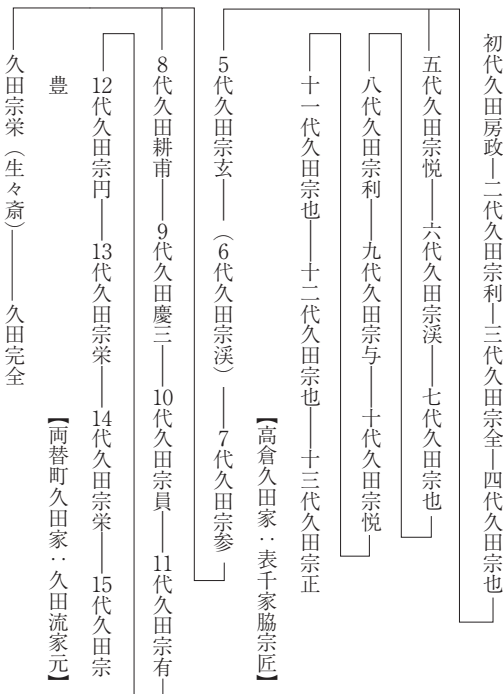 初代久田房政―二代久田宗利―三代久田宗全―四代久田宗也
五代久田宗悦―六代久田宗渓―七代久田宗也
八代久田宗利―九代久田宗与―十代久田宗悦
十一代久田宗也―十二代久田宗也―十三代久田宗正
【高倉久田家：表千家脇宗匠】
5代久田宗玄―（6代久田宗渓）―7代久田宗参
8代久田耕甫―9代久田慶三―10代久田宗員―11代久田宗有
12代久田宗円―13代久田宗栄―14代久田宗栄―15代久田宗
豊
【両替町久田家：久田流家元】
久田宗栄（生々斎）―久田完全